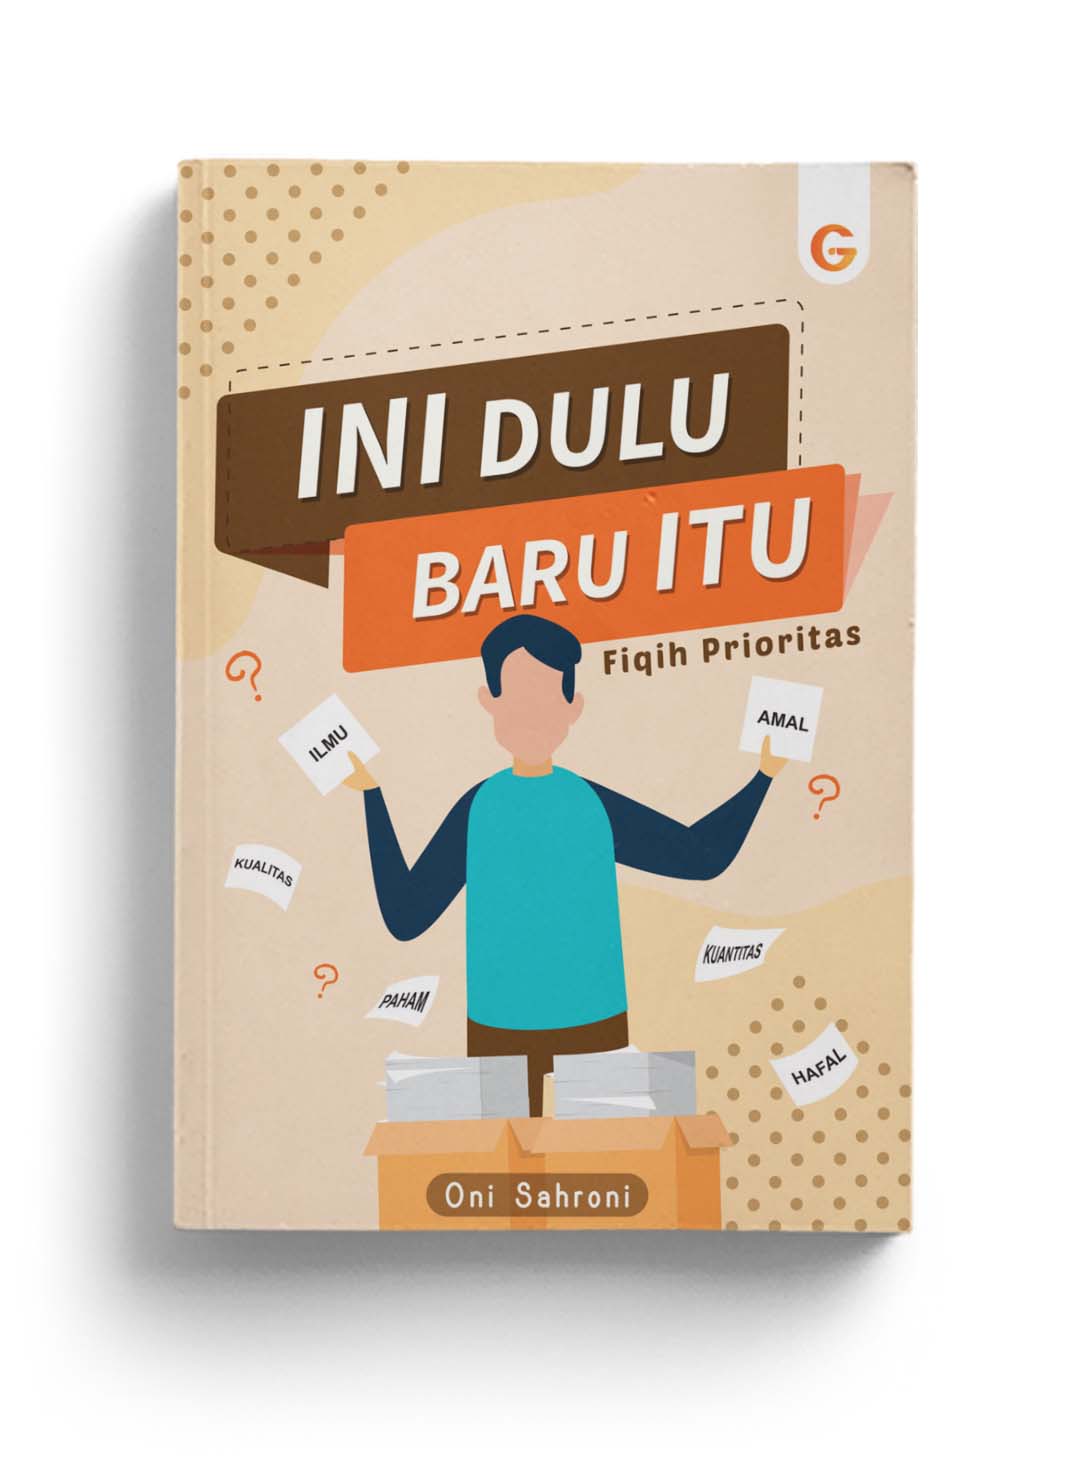 G
INI DULU
BARU ITU
Fiqih Prioritas
ILMU
AMAL
KUALITAS
KUANTITAS
PAHAM
HAFAL
Oni Sahroni